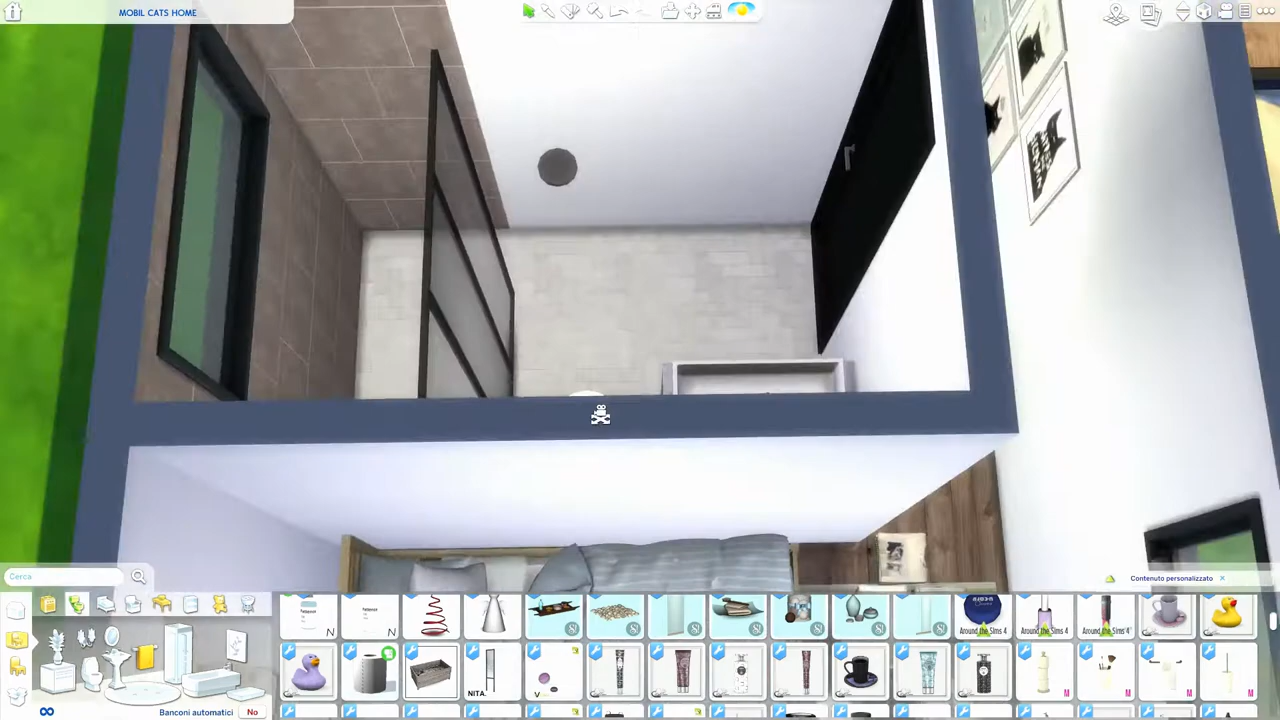 MOBIL CATS HOME
Cerca
Contenuto personalizzato
N
N
S
S
S
S
S
S
S
Around the Sims 4
Around the Sims 4
Around the Sims 4
NITA.
V
M
M
M
Banconi automatici
No